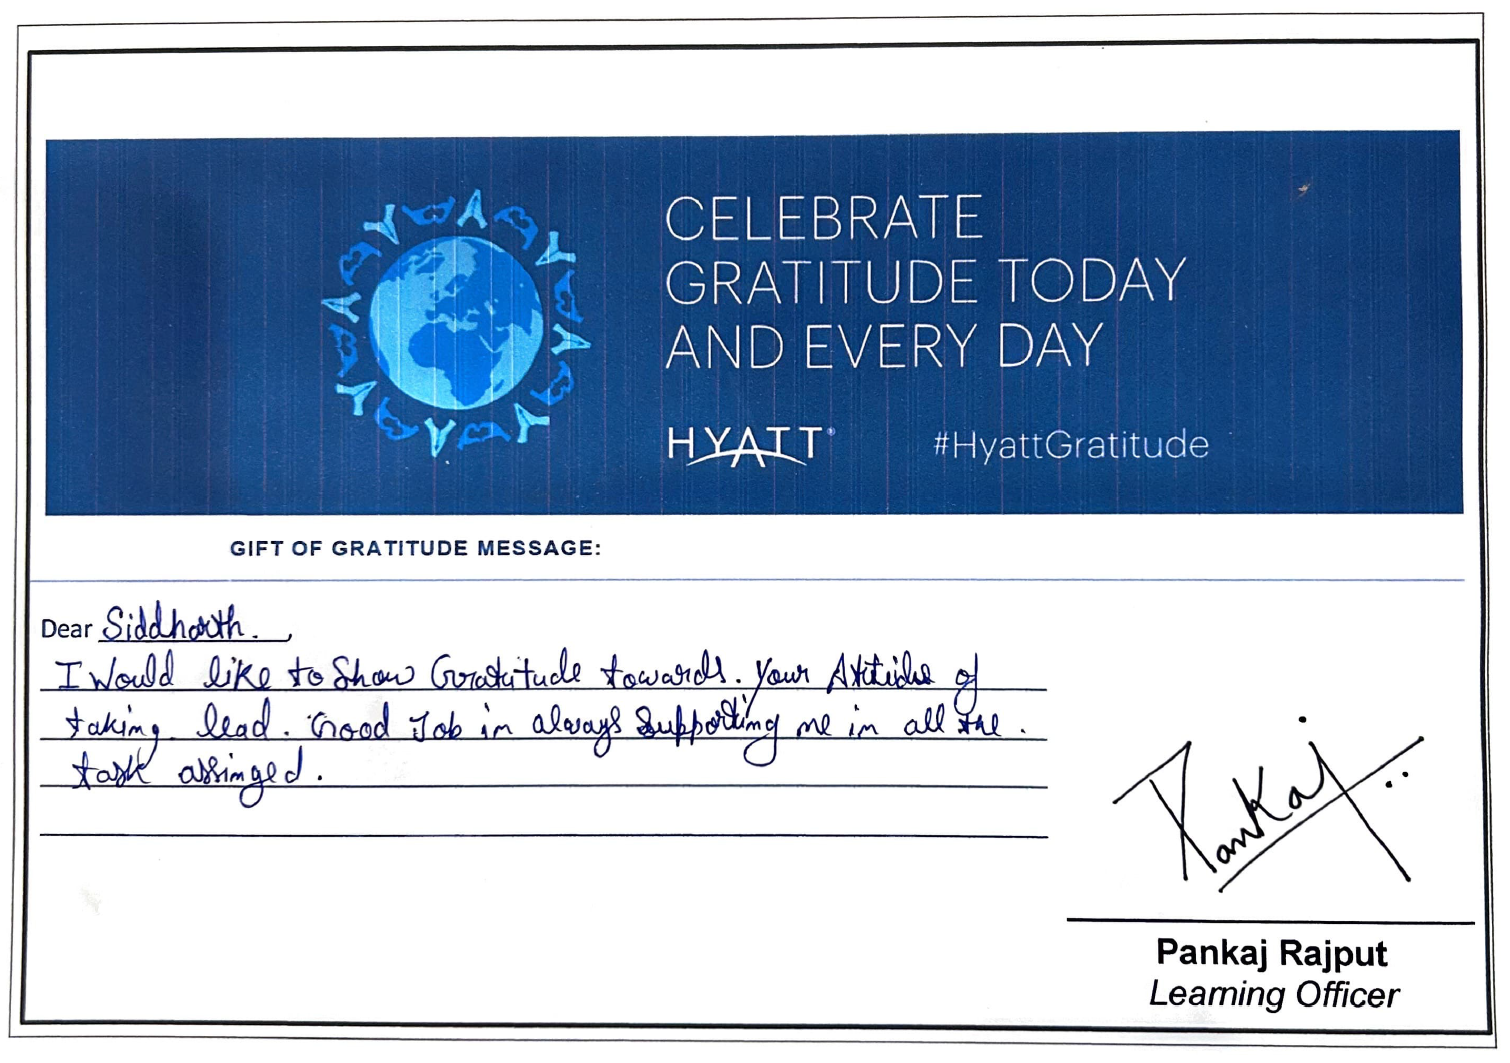 CELEBRATE
GRATITUDE TODAY
AND EVERY DAY
HYATT®
#HyattGratitude
GIFT OF GRATITUDE MESSAGE:
Dear Siddharth.,
I Would like to Show Gratitude towards. Your Attitidue of
taking lead. Good Job in always Supporting me in all the.
task assinged.
Pankaj
Pankaj Rajput
Learning Officer